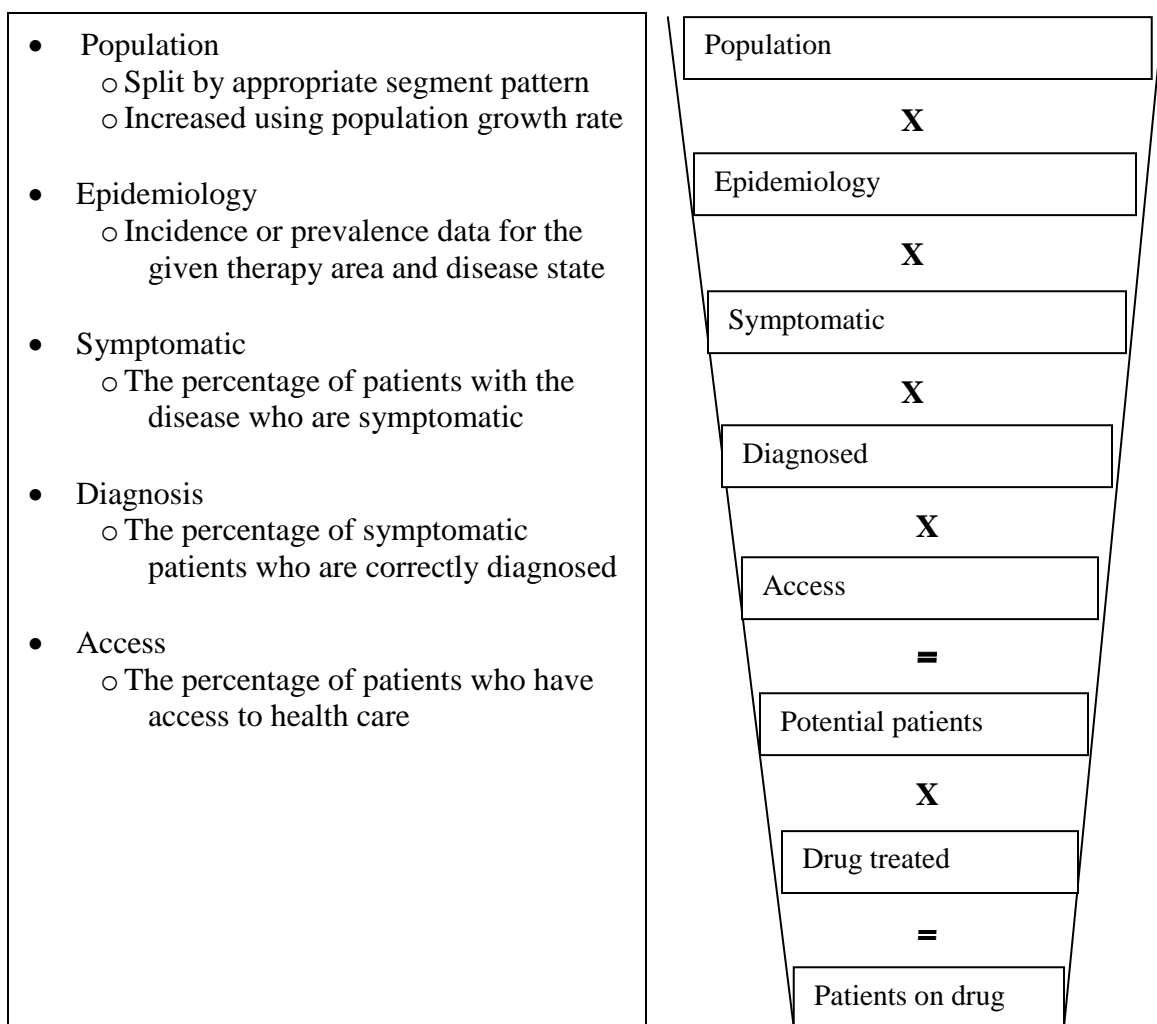 • Population
o Split by appropriate segment pattern
o Increased using population growth rate
• Epidemiology
o Incidence or prevalence data for the
given therapy area and disease state
• Symptomatic
o The percentage of patients with the
disease who are symptomatic
• Diagnosis
o The percentage of symptomatic
patients who are correctly diagnosed
• Access
o The percentage of patients who have
access to health care
Population
X
Epidemiology
X
Symptomatic
X
Diagnosed
X
Access
=
Potential patients
X
Drug treated
=
Patients on drug